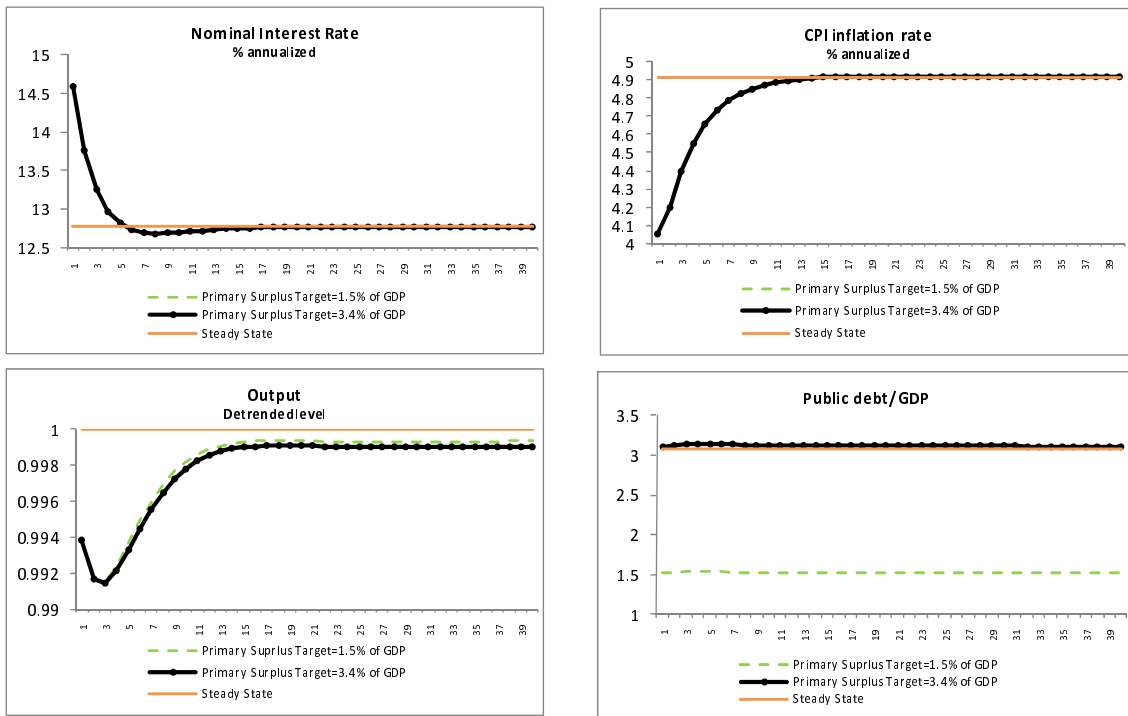 Nominal Interest Rate
% annualized
15
14.5
14
13.5
13
12.5
1 3 5 7 9 11 13 15 17 19 21 23 25 27 29 31 33 35 37 39
Primary Surplus Target=1.5% of GDP
Primary Surplus Target=3.4% of GDP
Steady State
CPI inflation rate
% annualized
5
4.9
4.8
4.7
4.6
4.5
4.4
4.3
4.2
4.1
4
1 3 5 7 9 11 13 15 17 19 21 23 25 27 29 31 33 35 37 39
Primary Surplus Target=1.5% of GDP
Primary Surplus Target=3.4% of GDP
Steady State
Output
Detrended level
1
0.998
0.996
0.994
0.992
0.99
1 3 5 7 9 11 13 15 17 19 21 23 25 27 29 31 33 35 37 39
Primary Suprlus Target=1.5% of GDP
Primary Surplus Target=3.4% of GDP
Steady State
Public debt/GDP
3.5
3
2.5
2
1.5
1
1 3 5 7 9 11 13 15 17 19 21 23 25 27 29 31 33 35 37 39
Primary Surplus Target=1.5% of GDP
Primary Surplus Target=3.4% of GDP
Steady State